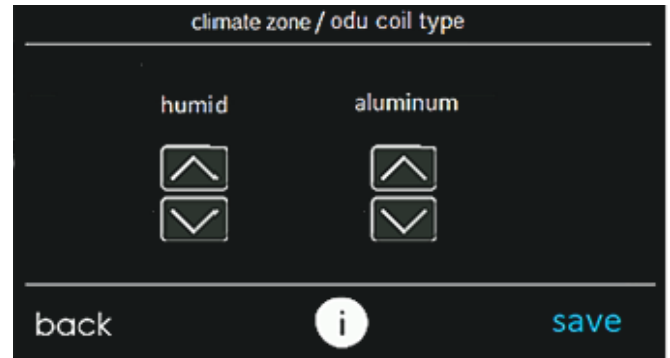 climate zone / odu coil type
humid aluminum
back i save